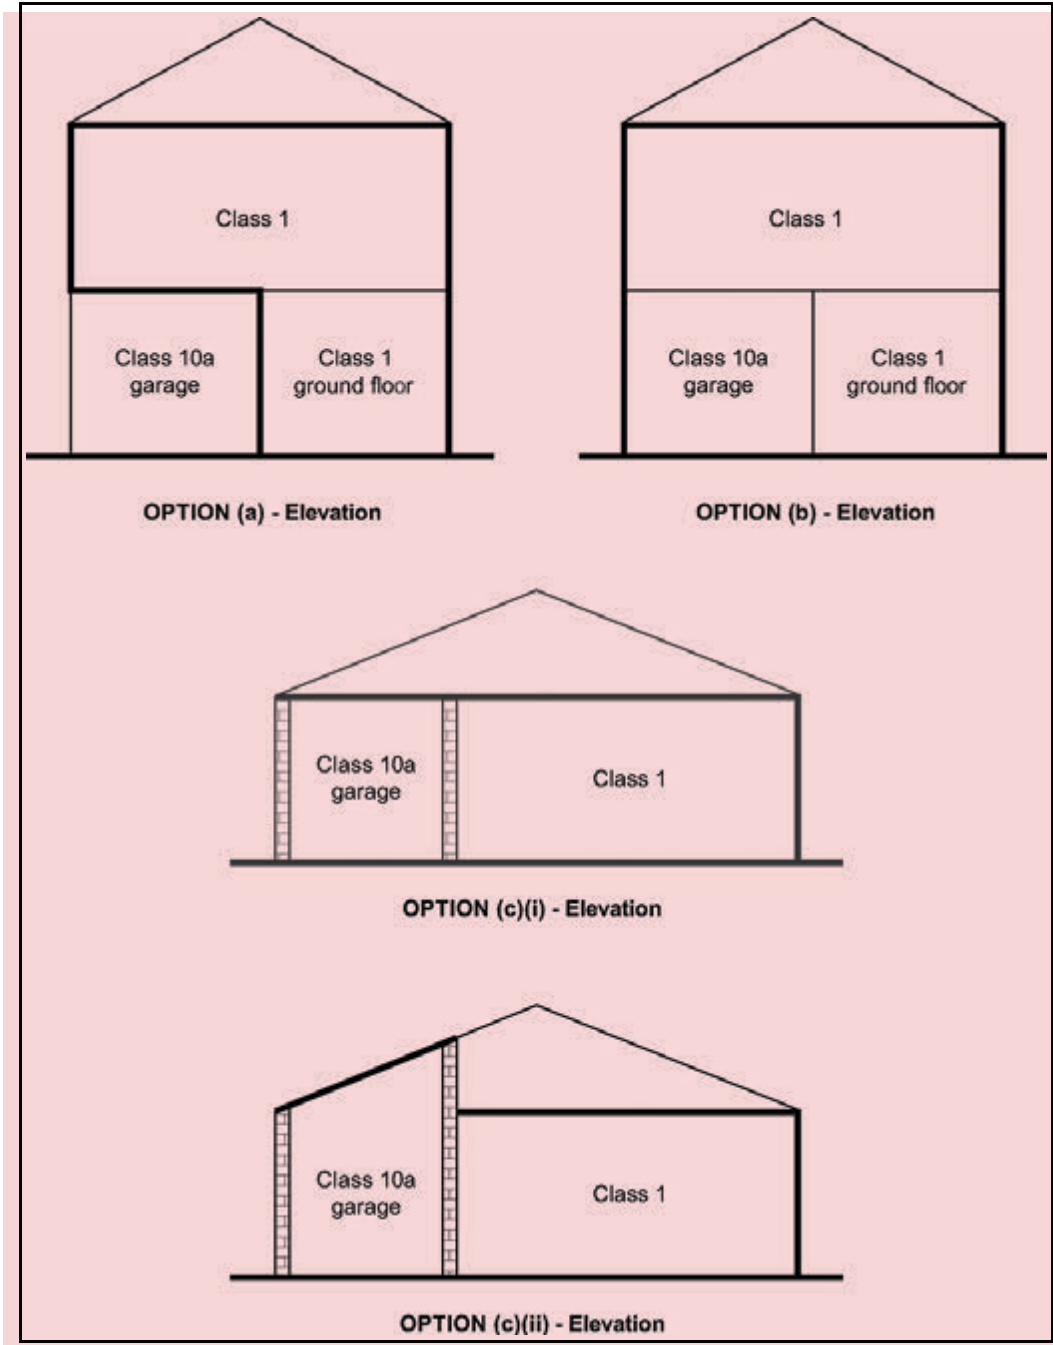 Class 1
Class 10a
garage
Class 1
ground floor
OPTION (a) - Elevation
Class 1
Class 10a
garage
Class 1
ground floor
OPTION (b) - Elevation
Class 10a
garage
Class 1
OPTION (c)(i) - Elevation
Class 10a
garage
Class 1
OPTION (c)(ii) - Elevation